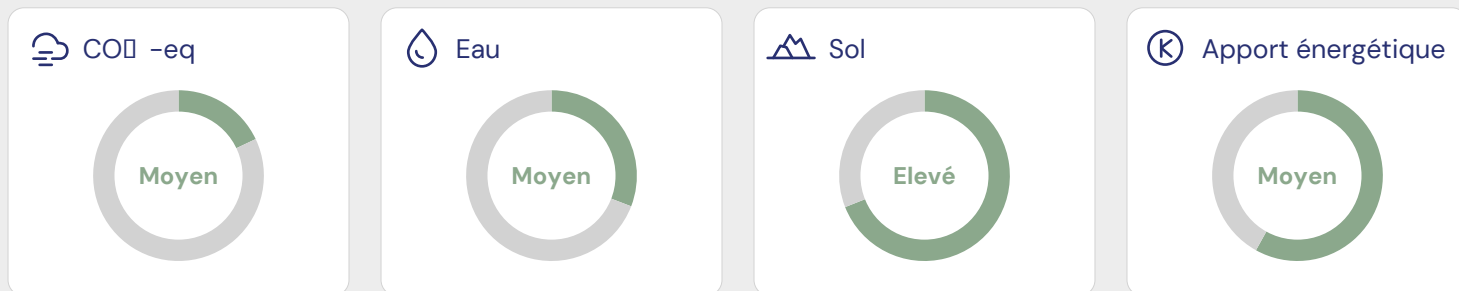 CO▯ -eq
Eau
Sol
Apport énergétique
Moyen
Moyen
Elevé
Moyen